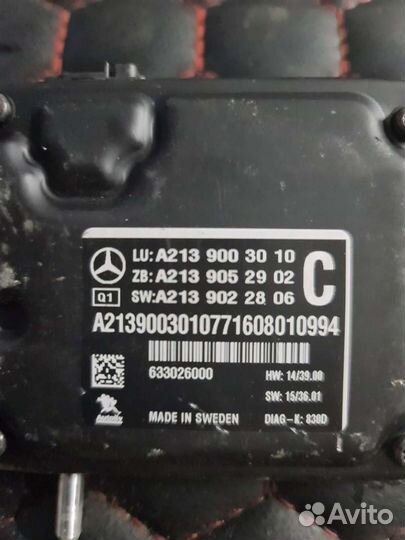 LU:A213 900 30 10
ZB:A213 905 29 02
Q1 SW:A213 902 28 06
C
A2139003010771608010994
633026000
HW: 14/39.00
SW: 15/36.01
MADE IN SWEDEN
DIAG-K: 830D
Avito